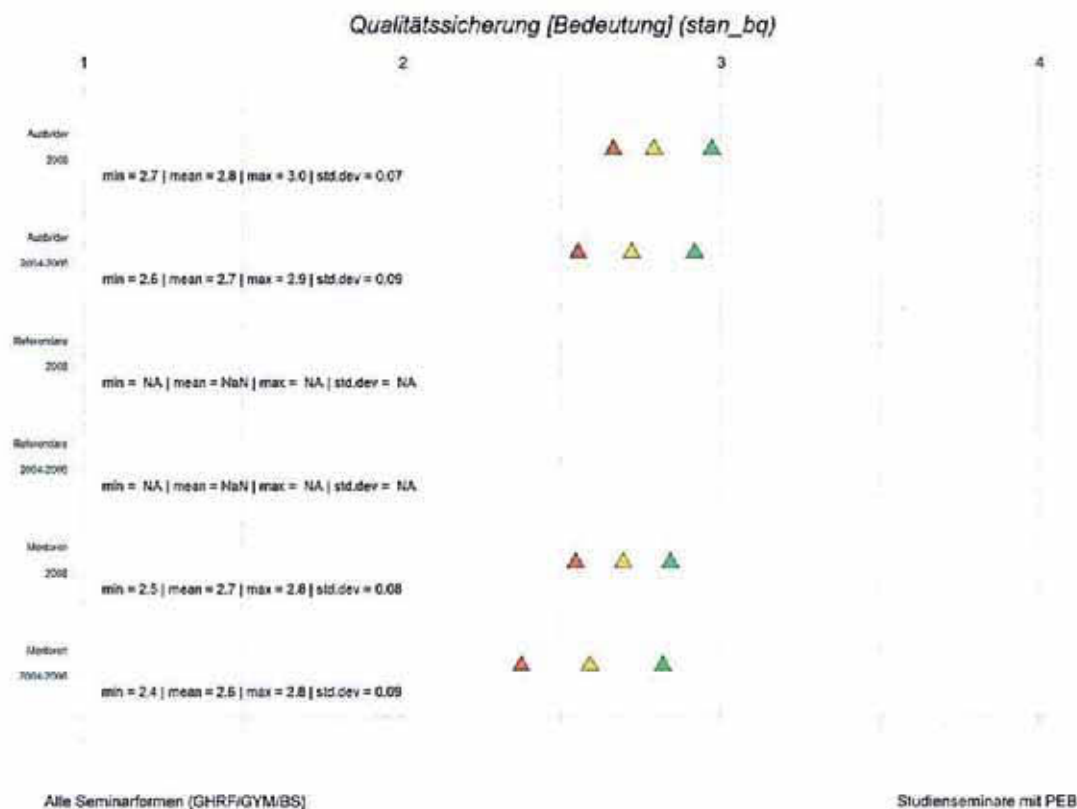 Qualitätssicherung [Bedeutung] (stan_bq)
1 2 3 4
2008
min = 2.7 | mean = 2.8 | max = 3.0 | std.dev = 0.07
2004-2006
min = 2.6 | mean = 2.7 | max = 2.9 | std.dev = 0.09
Referendare
2008
min = NA | mean = NaN | max = NA | std.dev = NA
Referendare
2004-2006
min = NA | mean = NaN | max = NA | std.dev = NA
Mentoren
2008
min = 2.5 | mean = 2.7 | max = 2.8 | std.dev = 0.08
Mentoren
2004-2006
min = 2.4 | mean = 2.6 | max = 2.8 | std.dev = 0.09
Alle Seminarformen (GHRF/GYM/BS)
Studienseminare mit PEB